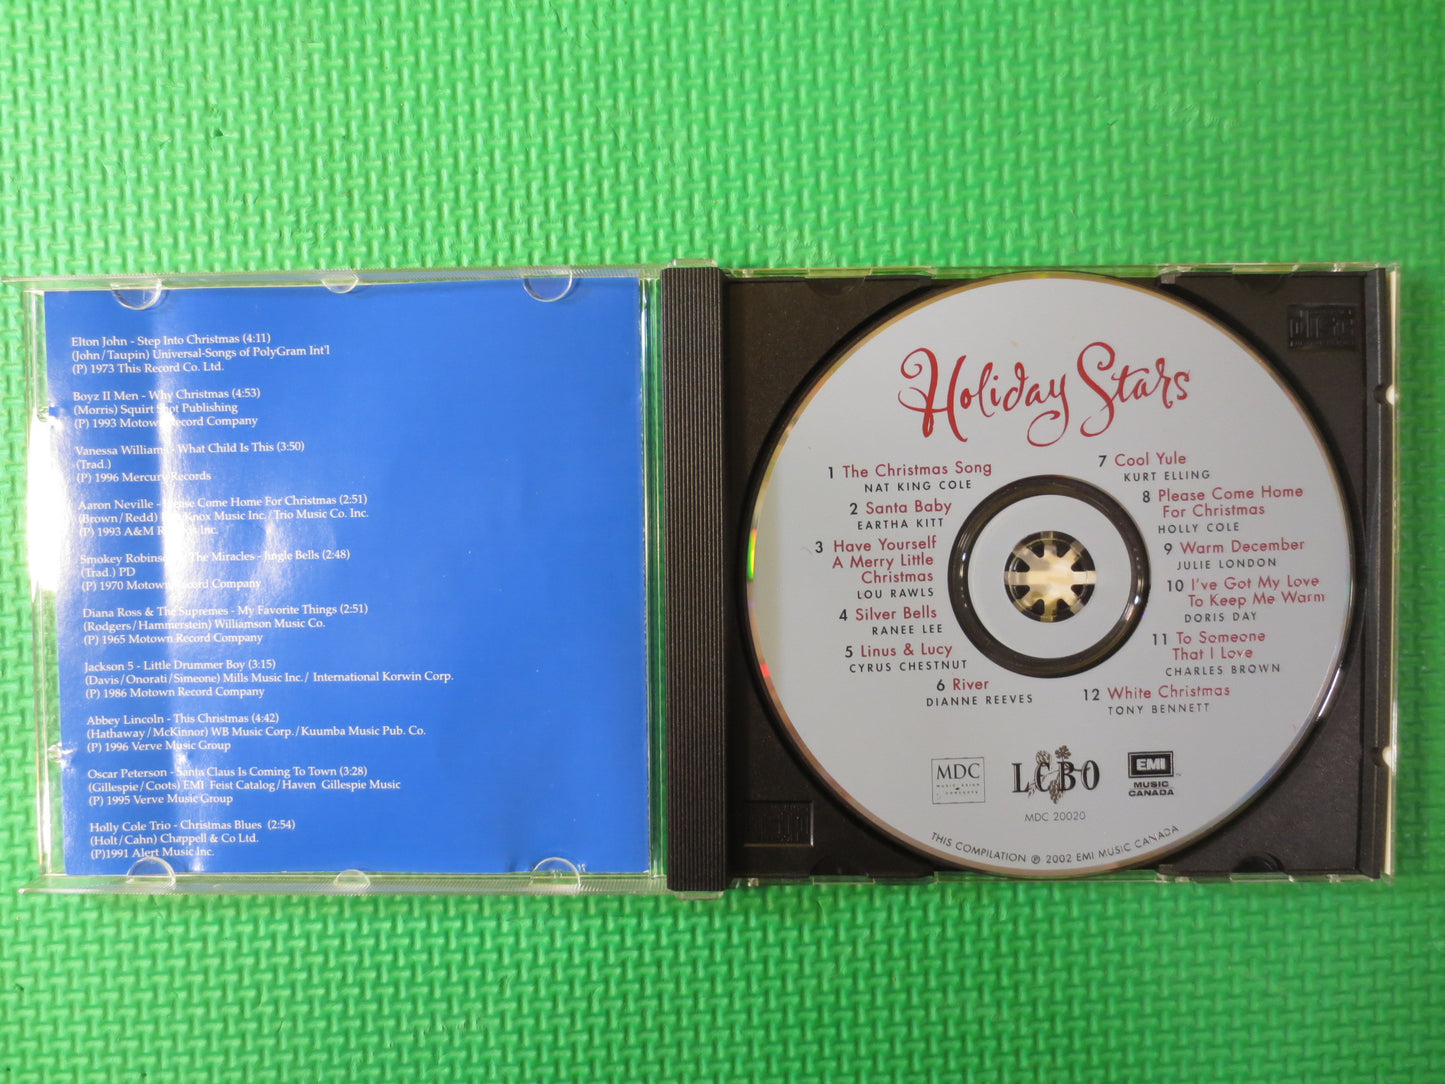 Elton John - Step Into Christmas (4:11)
(John/Taupin) Universal-Songs of PolyGram Int'l
(P) 1973 This Record Co. Ltd.
Boyz II Men - Why Christmas (4:53)
(Morris) Squirt Shot Publishing
(P) 1993 Motown Record Company
Vanessa Williams - What Child Is This (3:50)
(Trad.)
(P) 1996 Mercury Records
Aaron Neville - Please Come Home For Christmas (2:51)
(Brown/Redd) Knox Music Inc./Trio Music Co. Inc.
(P) 1993 A&M Records Inc.
Smokey Robinson & The Miracles - Jingle Bells (2:48)
(Trad.) PD
(P) 1970 Motown Record Company
Diana Ross & The Supremes - My Favorite Things (2:51)
(Rodgers/Hammerstein) Williamson Music Co.
(P) 1965 Motown Record Company
Jackson 5 - Little Drummer Boy (3:15)
(Davis/Onorati/Simeone) Mills Music Inc./ International Korwin Corp.
(P) 1986 Motown Record Company
Abbey Lincoln - This Christmas (4:42)
(Hathaway/McKinnor) WB Music Corp./Kuumba Music Pub. Co.
(P) 1996 Verve Music Group
Oscar Peterson - Santa Claus Is Coming To Town (3:28)
(Gillespie/Coots) EMI Feist Catalog/Haven Gillespie Music
(P) 1995 Verve Music Group
Holly Cole Trio - Christmas Blues (2:54)
(Holt/Cahn) Chappell & Co Ltd.
(P)1991 Alert Music Inc.
Holiday Stars
1 The Christmas Song
NAT KING COLE
2 Santa Baby
EARTHA KITT
3 Have Yourself
A Merry Little
Christmas
LOU RAWLS
4 Silver Bells
RANEE LEE
5 Linus & Lucy
CYRUS CHESTNUT
6 River
DIANNE REEVES
7 Cool Yule
KURT ELLING
8 Please Come Home
For Christmas
HOLLY COLE
9 Warm December
JULIE LONDON
10 I've Got My Love
To Keep Me Warm
DORIS DAY
11 To Someone
That I Love
CHARLES BROWN
12 White Christmas
TONY BENNETT
MDC
LCBO
EMI
MUSIC
CANADA
MDC 20020
THIS COMPILATION ℗ 2002 EMI MUSIC CANADA